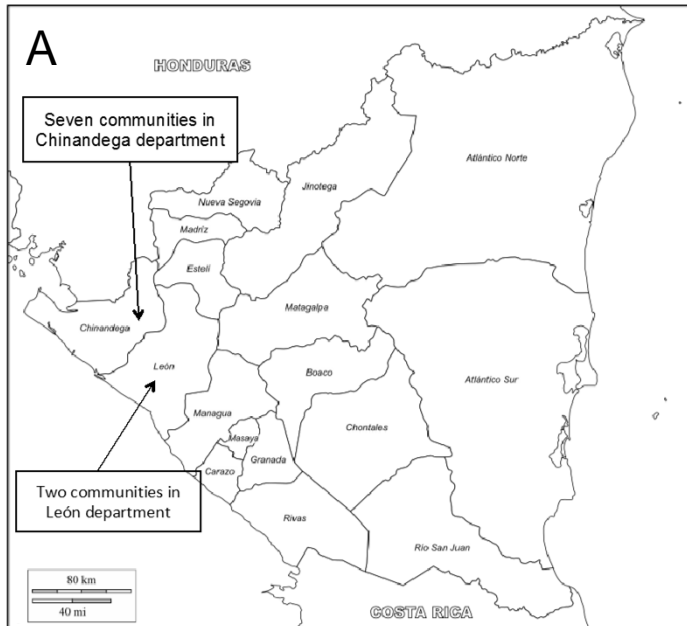 A
HONDURAS
Seven communities in
Chinandega department
Atlántico Norte
Jinotega
Nueva Segovia
Madríz
Estelí
Chinandega
Matagalpa
León
Boaco
Atlántico Sur
Managua
Chontales
Masaya
Granada
Carazo
Two communities in
León department
Rivas
Río San Juan
80 km
40 mi
COSTA RICA